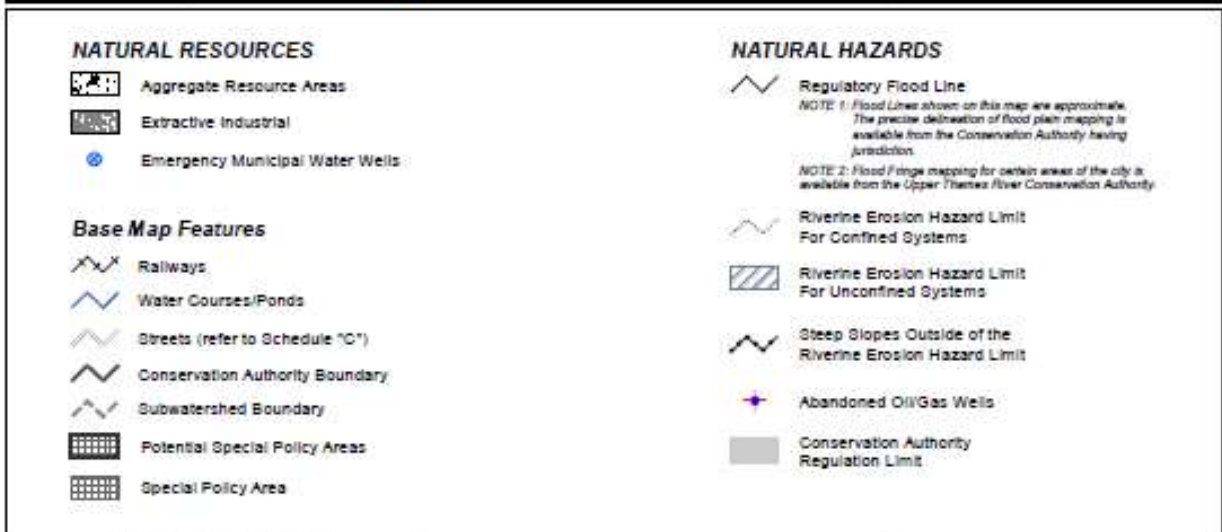 NATURAL RESOURCES
Aggregate Resource Areas
Extractive Industrial
Emergency Municipal Water Wells
Base Map Features
Railways
Water Courses/Ponds
Streets (refer to Schedule "C")
Conservation Authority Boundary
Subwatershed Boundary
Potential Special Policy Areas
Special Policy Area
NATURAL HAZARDS
Regulatory Flood Line
NOTE 1: Flood Lines shown on this map are approximate.
The precise delineation of flood plain mapping is
available from the Conservation Authority having
jurisdiction.
NOTE 2: Flood Fringe mapping for certain areas of the city is
available from the Upper Thames River Conservation Authority
Riverine Erosion Hazard Limit
For Confined Systems
Riverine Erosion Hazard Limit
For Unconfined Systems
Steep Slopes Outside of the
Riverine Erosion Hazard Limit
Abandoned Oil/Gas Wells
Conservation Authority
Regulation Limit